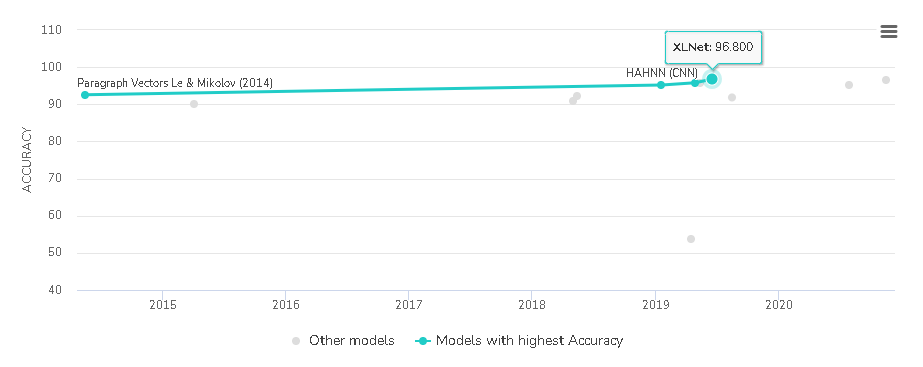 110
XLNet: 96.800
100
HAHNN (CNN)
Paragraph Vectors Le & Mikolov (2014)
90
80
ACCURACY
70
60
50
40
2015
2016
2017
2018
2019
2020
Other models
Models with highest Accuracy